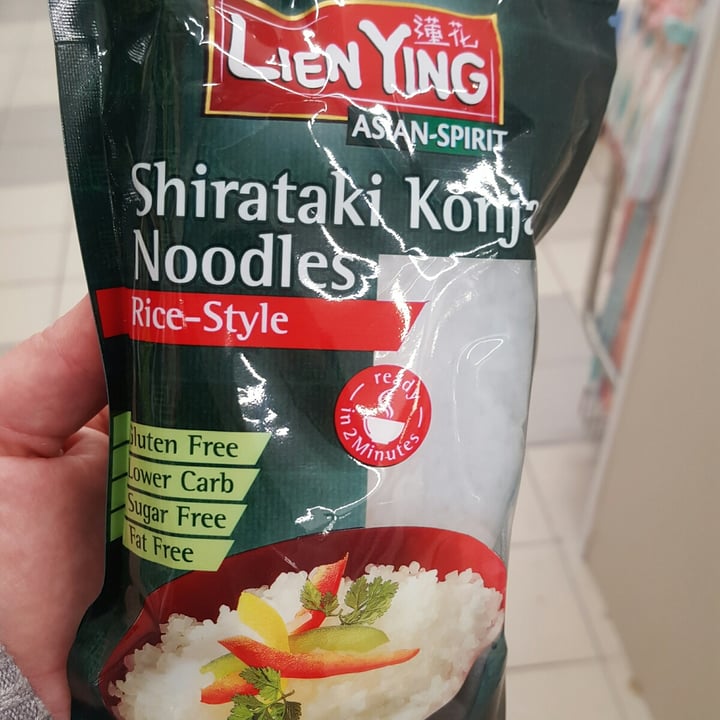 蓮花
LIEN YING
ASIAN-SPIRIT
Shirataki Konja
Noodles
Rice-Style
ready
in 2 Minutes
Gluten Free
Lower Carb
Sugar Free
Fat Free